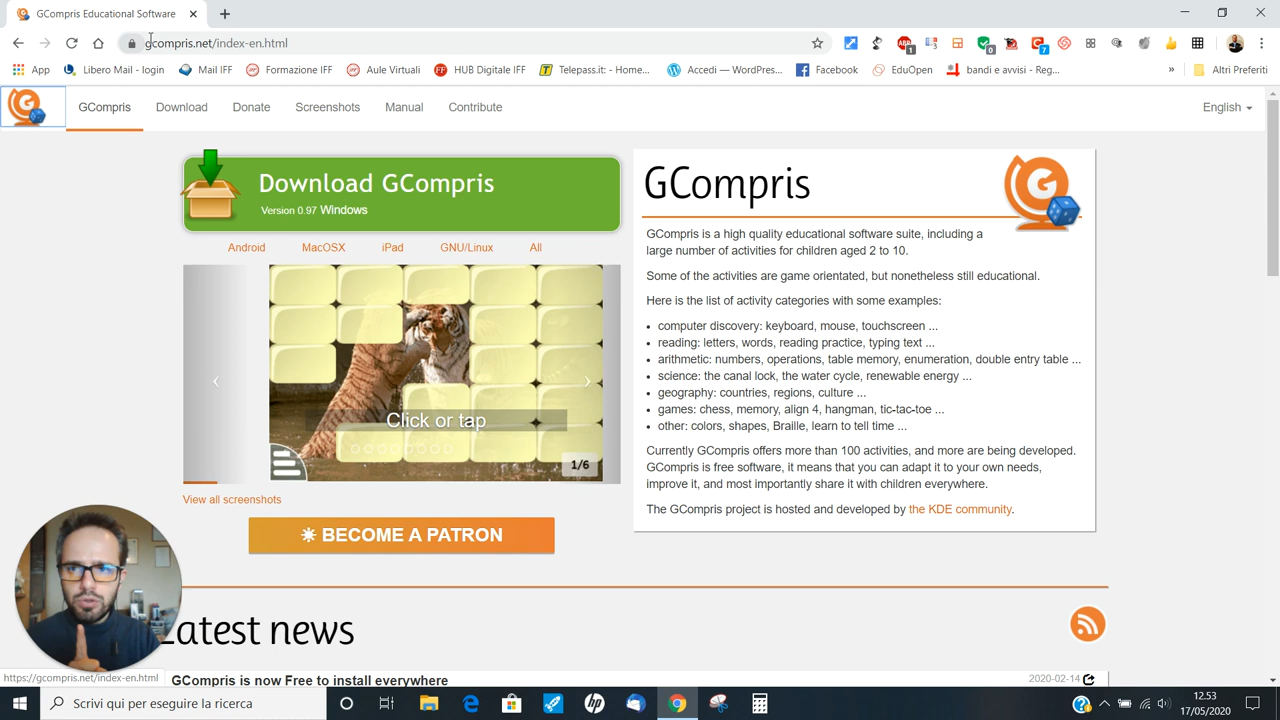 GCompris Educational Software
gcompris.net/index-en.html
App
Libero Mail - login
Mail IFF
Formazione IFF
Aule Virtuali
HUB Digitale IFF
Telepass.it: - Home...
Accedi — WordPres...
Facebook
EduOpen
bandi e avvisi - Reg...
»
Altri Preferiti
GCompris
Download
Donate
Screenshots
Manual
Contribute
English
Download GCompris
Version 0.97 Windows
Android
MacOSX
iPad
GNU/Linux
All
Click or tap
1/6
View all screenshots
BECOME A PATRON
GCompris
GCompris is a high quality educational software suite, including a
large number of activities for children aged 2 to 10.
Some of the activities are game orientated, but nonetheless still educational.
Here is the list of activity categories with some examples:
computer discovery: keyboard, mouse, touchscreen ...
reading: letters, words, reading practice, typing text ...
arithmetic: numbers, operations, table memory, enumeration, double entry table ...
science: the canal lock, the water cycle, renewable energy ...
geography: countries, regions, culture ...
games: chess, memory, align 4, hangman, tic-tac-toe ...
other: colors, shapes, Braille, learn to tell time ...
Currently GCompris offers more than 100 activities, and more are being developed.
GCompris is free software, it means that you can adapt it to your own needs,
improve it, and most importantly share it with children everywhere.
The GCompris project is hosted and developed by the KDE community.
Latest news
GCompris is now Free to install everywhere
2020-02-14
https://gcompris.net/index-en.html
Scrivi qui per eseguire la ricerca
12.53
17/05/2020